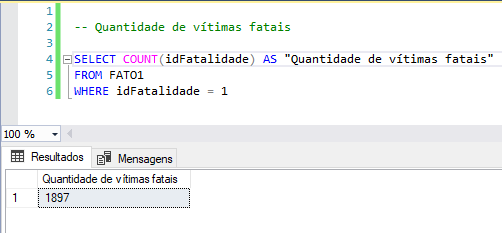 1
2 -- Quantidade de vítimas fatais
3
4 SELECT COUNT(idFatalidade) AS "Quantidade de vítimas fatais"
5 FROM FATO1
6 WHERE idFatalidade = 1
100 %
Resultados Mensagens
Quantidade de vítimas fatais
1 1897